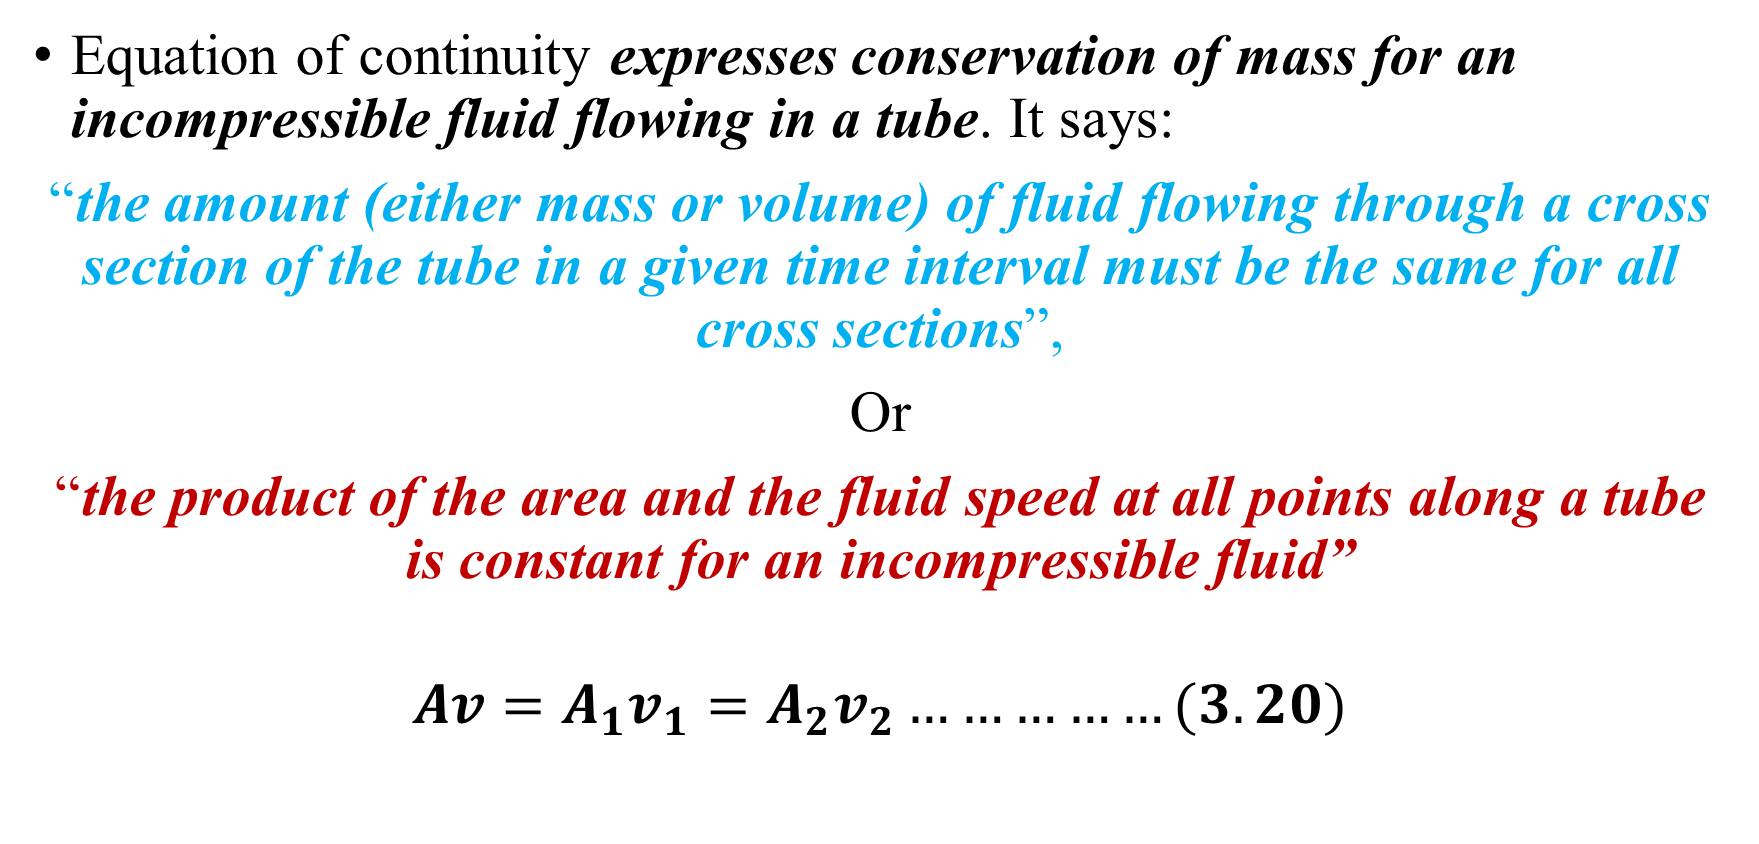 • Equation of continuity expresses conservation of mass for an
incompressible fluid flowing in a tube. It says:
“the amount (either mass or volume) of fluid flowing through a cross
section of the tube in a given time interval must be the same for all
cross sections”,
Or
“the product of the area and the fluid speed at all points along a tube
is constant for an incompressible fluid”
𝑨𝒗 = 𝑨₁𝒗₁ = 𝑨₂𝒗₂ … … … … … (𝟑.𝟐𝟎)